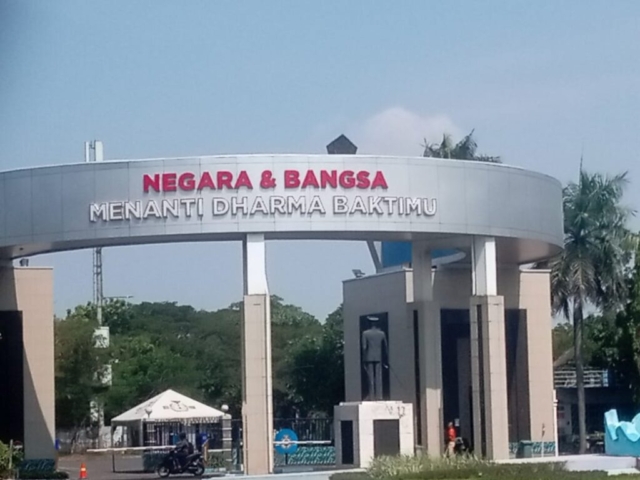 NEGARA & BANGSA
MENANTI DHARMA BAKTIMU